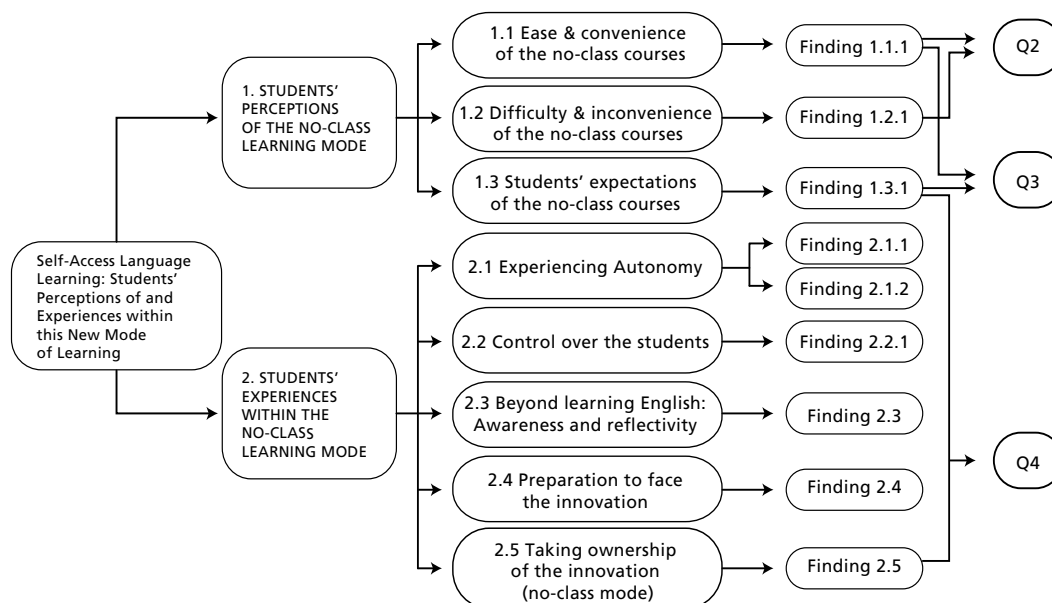 1.1 Ease & convenience
of the no-class courses
Finding 1.1.1
Q2
1. STUDENTS'
PERCEPTIONS
OF THE NO-CLASS
LEARNING MODE
1.2 Difficulty & inconvenience
of the no-class courses
Finding 1.2.1
1.3 Students' expectations
of the no-class courses
Finding 1.3.1
Q3
Self-Access Language
Learning: Students'
Perceptions of and
Experiences within
this New Mode
of Learning
2.1 Experiencing Autonomy
Finding 2.1.1
Finding 2.1.2
2.2 Control over the students
Finding 2.2.1
2. STUDENTS'
EXPERIENCES
WITHIN THE
NO-CLASS
LEARNING MODE
2.3 Beyond learning English:
Awareness and reflectivity
Finding 2.3
Q4
2.4 Preparation to face
the innovation
Finding 2.4
2.5 Taking ownership
of the innovation
(no-class mode)
Finding 2.5